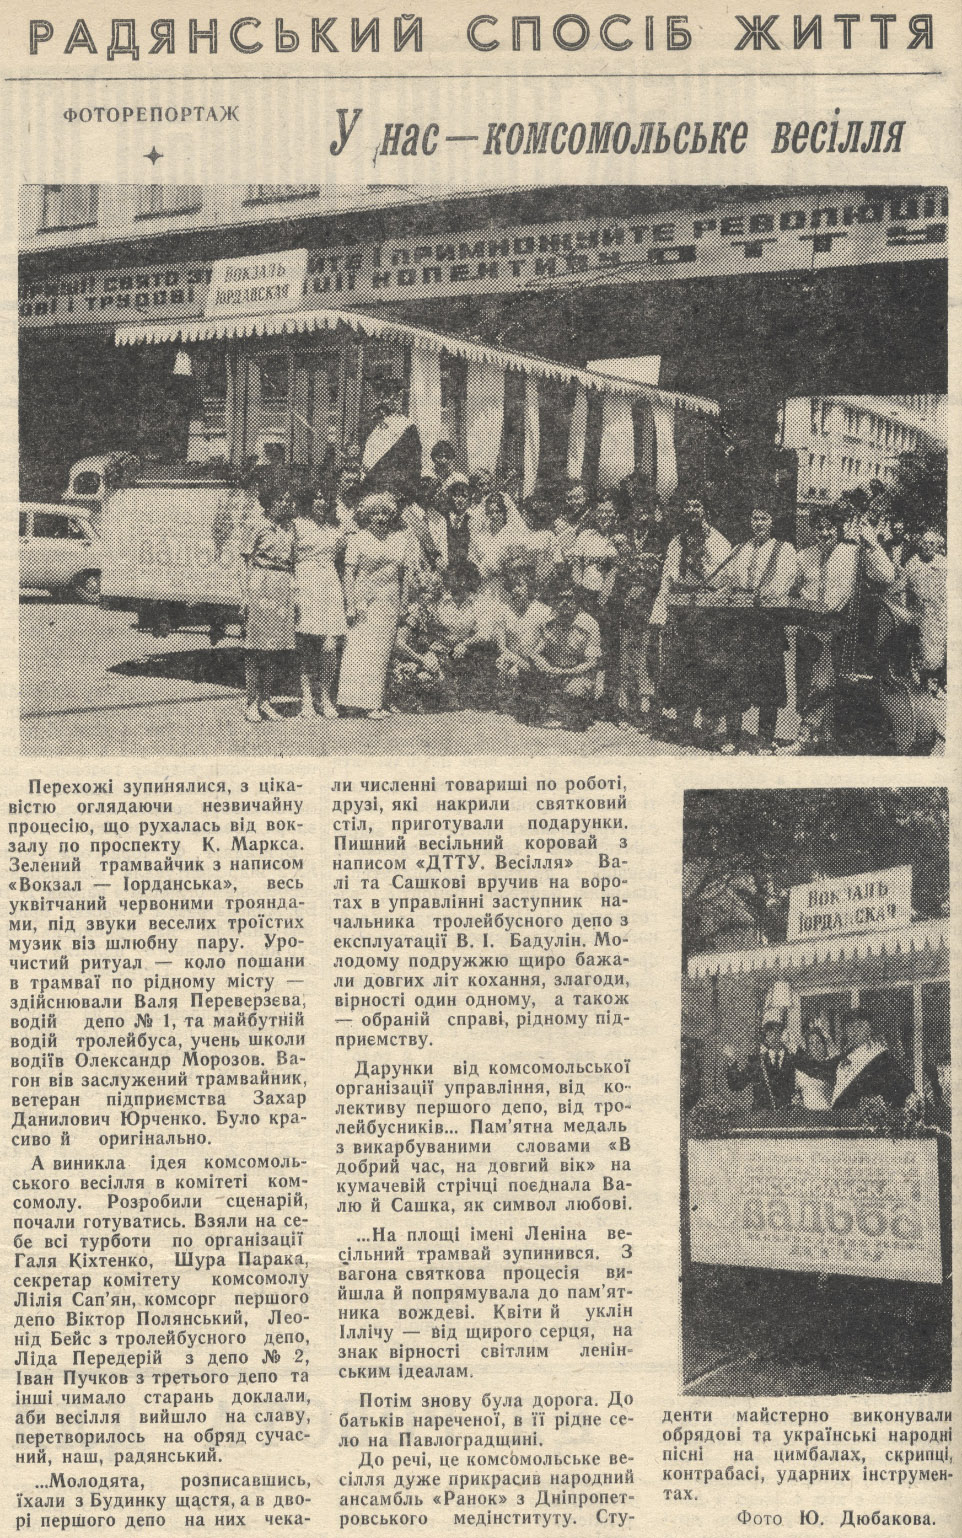 РАДЯНСЬКИЙ СПОСІБ ЖИТТЯ
ФОТОРЕПОРТАЖ
У нас — комсомольське весілля
СВЯТО
ПРИМНОЖУЙТЕ РЕВОЛЮЦІЙ
І ТРУДОВІ
КОЛЕКТИВУ ДТТУ
ВОКЗАЛЪ
ІОРДАНСКАЯ
Перехожі зупинялися, з ціка-
вістю оглядаючи незвичайну
процесію, що рухалась від вок-
залу по проспекту К. Маркса.
Зелений трамвайчик з написом
«Вокзал — Іорданська», весь
уквітчаний червоними троянда-
ми, під звуки веселих троїстих
музик віз шлюбну пару. Уро-
чистий ритуал — коло пошани
в трамваї по рідному місту —
здійснювали Валя Переверзєва,
водій депо № 1, та майбутній
водій тролейбуса, учень школи
водіїв Олександр Морозов. Ва-
гон вів заслужений трамвайник,
ветеран підприємства Захар
Данилович Юрченко. Було кра-
сиво й оригінально.
А виникла ідея комсомоль-
ського весілля в комітеті ком-
сомолу. Розробили сценарій,
почали готуватись. Взяли на се-
бе всі турботи по організації
Галя Кіхтенко, Шура Парака,
секретар комітету комсомолу
Лілія Сап'ян, комсорг першого
депо Віктор Полянський, Лео-
нід Бейс з тролейбусного депо,
Ліда Передерій з депо № 2,
Іван Пучков з третього депо та
інші чимало старань доклали,
аби весілля вийшло на славу,
перетворилось на обряд сучас-
ний, наш, радянський.
...Молодята, розписавшись,
їхали з Будинку щастя, а в дво-
рі першого депо на них чека-
ли численні товариші по роботі,
друзі, які накрили святковий
стіл, приготували подарунки.
Пишний весільний коровай з
написом «ДТТУ. Весілля» Ва-
лі та Сашкові вручив на воро-
тах в управлінні заступник на-
чальника тролейбусного депо з
експлуатації В. І. Бадулін. Мо-
лодому подружжю щиро бажа-
ли довгих літ кохання, злагоди,
вірності один одному, а також
— обраній справі, рідному під-
приємству.
Дарунки від комсомольської
організації управління, від ко-
лективу першого депо, від тро-
лейбусників... Пам'ятна медаль
з викарбуваними словами «В
добрий час, на довгий вік» на
кумачевій стрічці поєднала Ва-
лю й Сашка, як символ любові.
...На площі імені Леніна ве-
сільний трамвай зупинився. З
вагона святкова процесія ви-
йшла й попрямувала до пам'ят-
ника вождеві. Квіти й уклін
Іллічу — від щирого серця, на
знак вірності світлим ленін-
ським ідеалам.
Потім знову була дорога. До
батьків нареченої, в її рідне се-
ло на Павлоградщині.
До речі, це комсомольське ве-
сілля дуже прикрасив народний
ансамбль «Ранок» з Дніпропет-
ровського медінституту. Сту-
ВОКЗАЛЪ
ІОРДАНСКАЯ
денти майстерно виконували
обрядові та українські народні
пісні на цимбалах, скрипці,
контрабасі, ударних інструмен-
тах.
Фото Ю. Дюбакова.